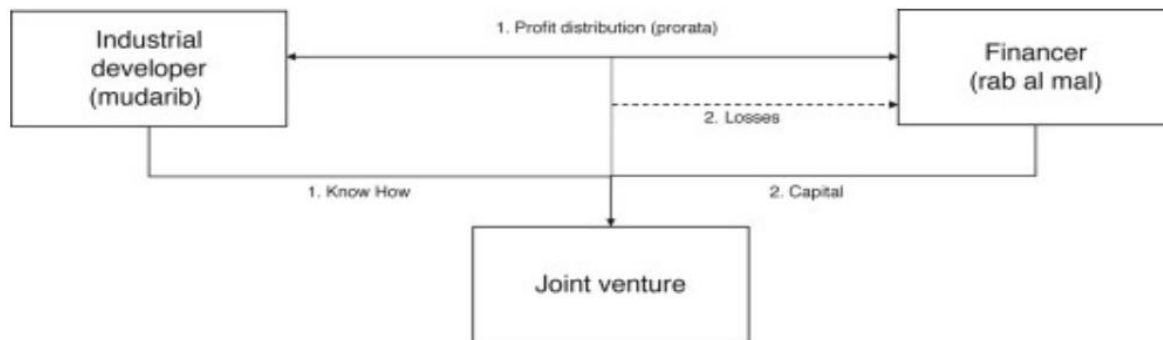 1. Profit distribution (prorata)
Industrial
developer
(mudarib)
Financer
(rab al mal)
2. Losses
1. Know How
2. Capital
Joint venture